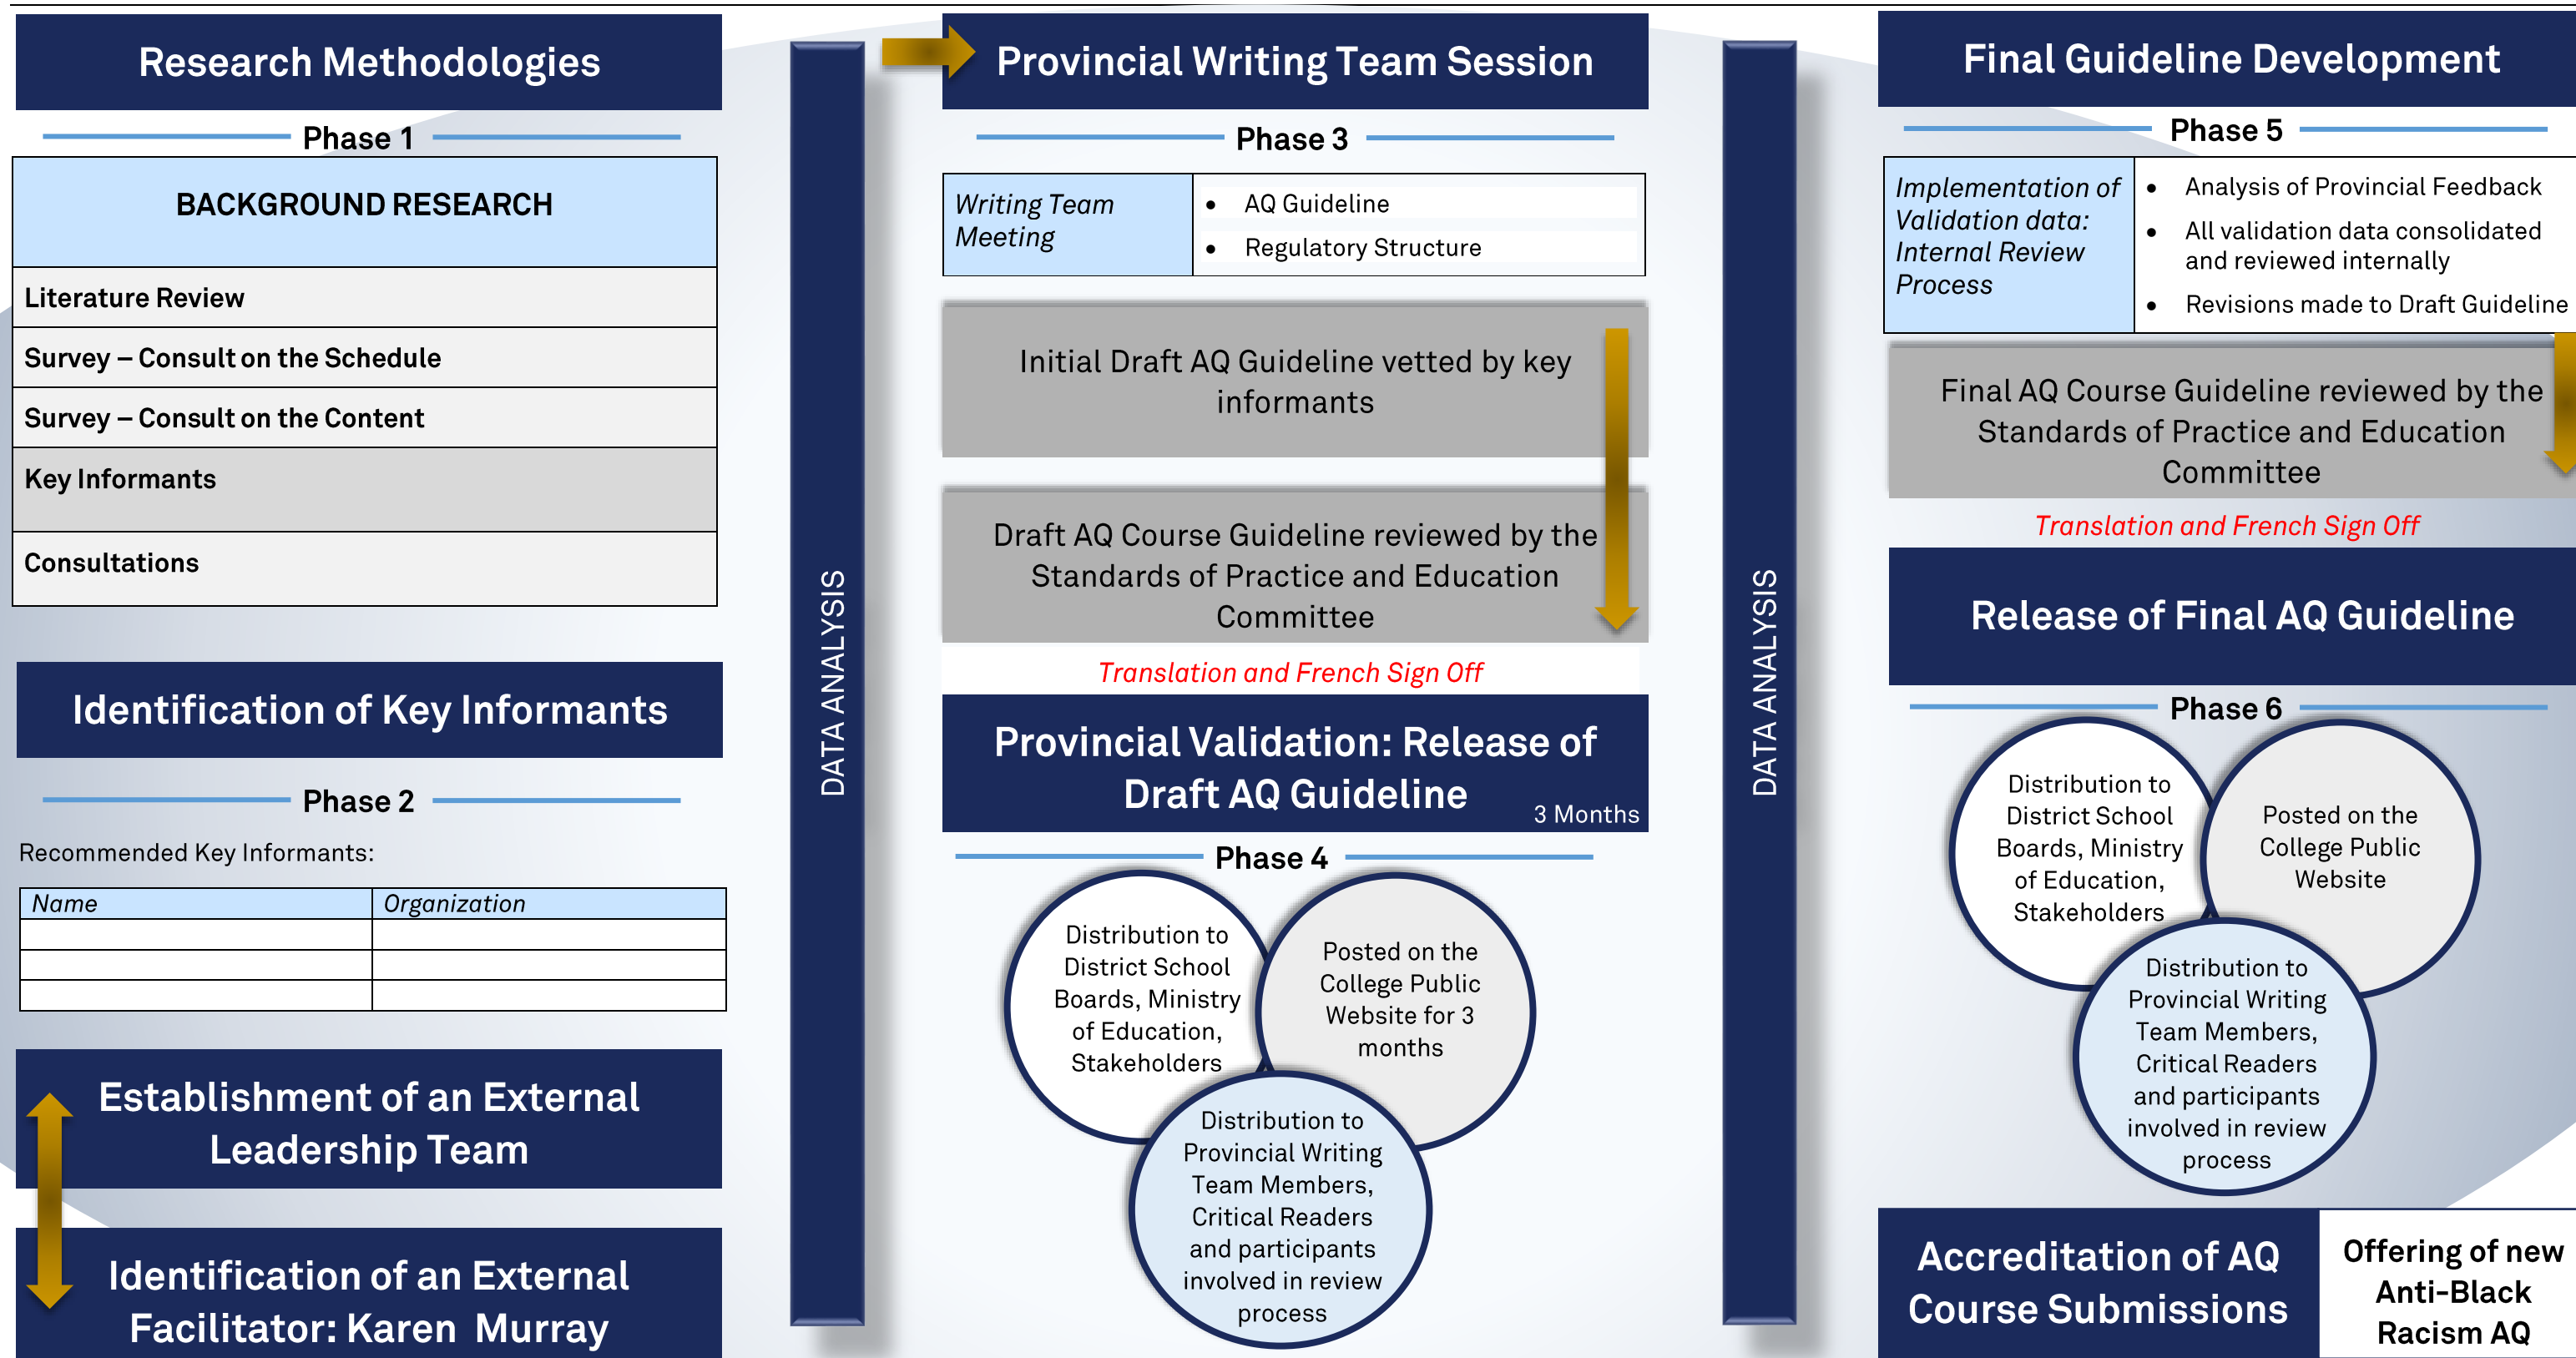 Research Methodologies
Phase 1
BACKGROUND RESEARCH
Literature Review
Survey – Consult on the Schedule
Survey – Consult on the Content
Key Informants
Consultations
Identification of Key Informants
Phase 2
Recommended Key Informants:
Name Organization
Establishment of an External
Leadership Team
Identification of an External
Facilitator: Karen Murray
DATA ANALYSIS
Provincial Writing Team Session
Phase 3
Writing Team
Meeting
• AQ Guideline
• Regulatory Structure
Initial Draft AQ Guideline vetted by key
informants
Draft AQ Course Guideline reviewed by the
Standards of Practice and Education
Committee
Translation and French Sign Off
Provincial Validation: Release of
Draft AQ Guideline
3 Months
Phase 4
Distribution to
District School
Boards, Ministry
of Education,
Stakeholders
Posted on the
College Public
Website for 3
months
Distribution to
Provincial Writing
Team Members,
Critical Readers
and participants
involved in review
process
DATA ANALYSIS
Final Guideline Development
Phase 5
Implementation of
Validation data:
Internal Review
Process
• Analysis of Provincial Feedback
• All validation data consolidated
and reviewed internally
• Revisions made to Draft Guideline
Final AQ Course Guideline reviewed by the
Standards of Practice and Education
Committee
Translation and French Sign Off
Release of Final AQ Guideline
Phase 6
Distribution to
District School
Boards, Ministry
of Education,
Stakeholders
Posted on the
College Public
Website
Distribution to
Provincial Writing
Team Members,
Critical Readers
and participants
involved in review
process
Accreditation of AQ
Course Submissions
Offering of new
Anti-Black
Racism AQ